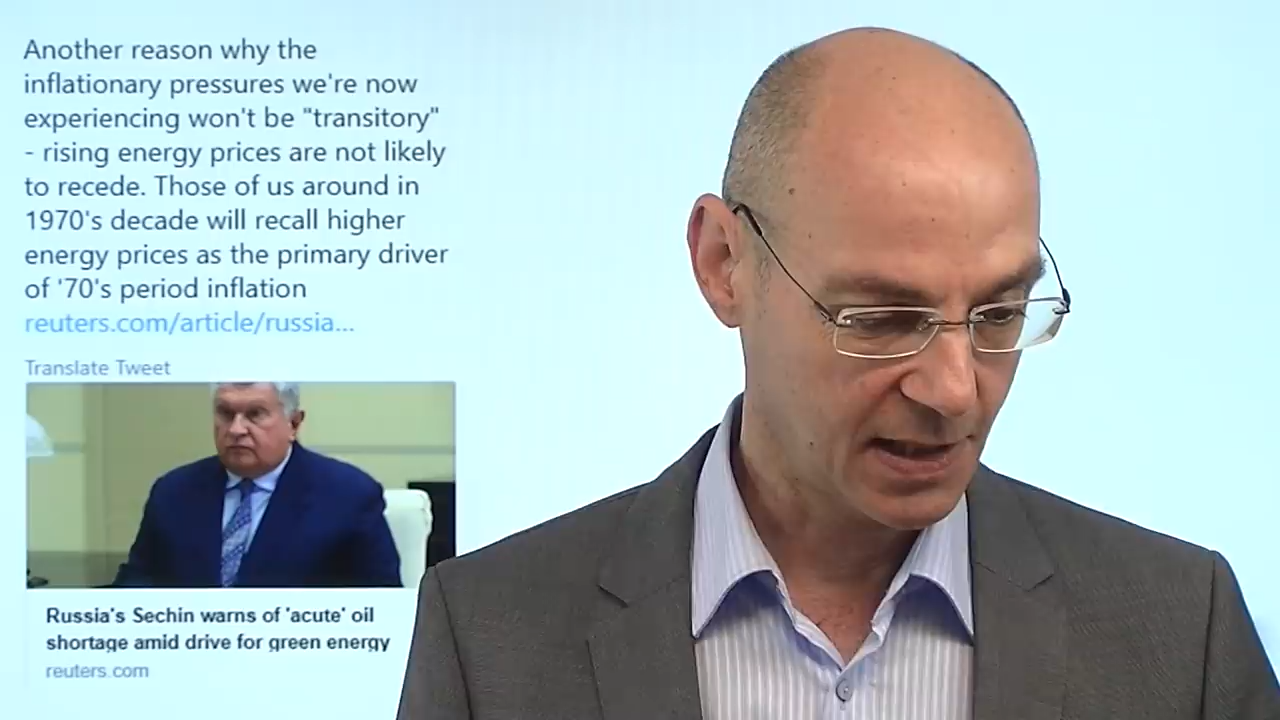 Another reason why the
inflationary pressures we're now
experiencing won't be "transitory"
- rising energy prices are not likely
to recede. Those of us around in
1970's decade will recall higher
energy prices as the primary driver
of '70's period inflation
reuters.com/article/russia...
Translate Tweet
Russia's Sechin warns of 'acute' oil
shortage amid drive for green energy
reuters.com